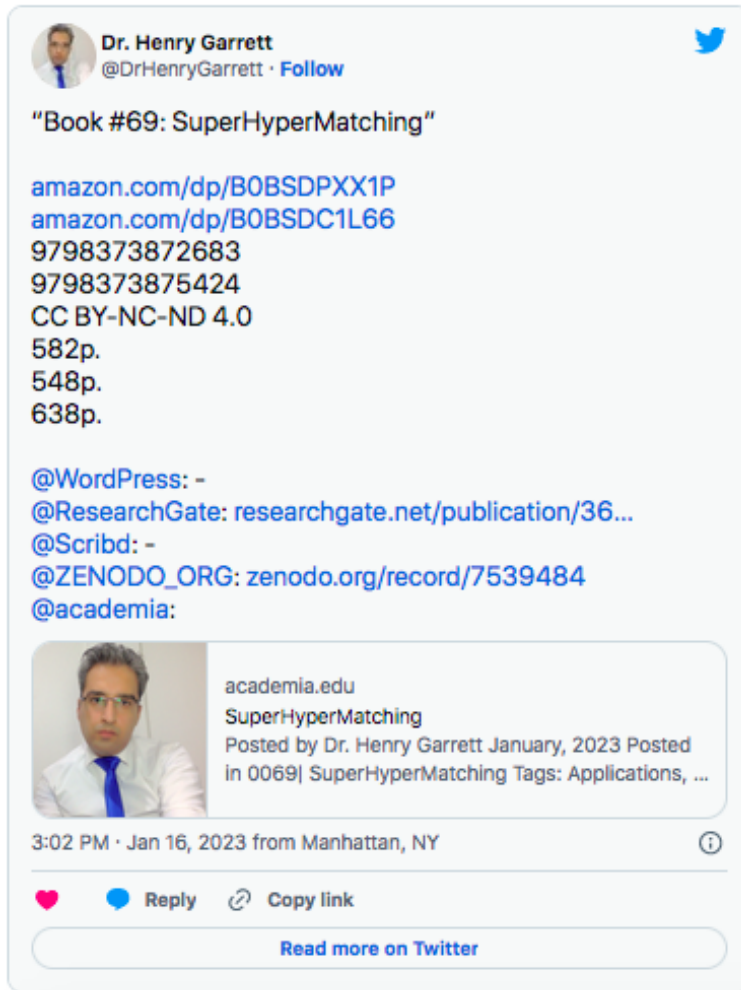 Dr. Henry Garrett
@DrHenryGarrett · Follow
“Book #69: SuperHyperMatching“
amazon.com/dp/B0BSDPXX1P
amazon.com/dp/B0BSDC1L66
9798373872683
9798373875424
CC BY-NC-ND 4.0
582p.
548p.
638p.
@WordPress: -
@ResearchGate: researchgate.net/publication/36...
@Scribd: -
@ZENODO_ORG: zenodo.org/record/7539484
@academia:
academia.edu
SuperHyperMatching
Posted by Dr. Henry Garrett January, 2023 Posted
in 0069| SuperHyperMatching Tags: Applications, ...
3:02 PM · Jan 16, 2023 from Manhattan, NY
Reply
Copy link
Read more on Twitter